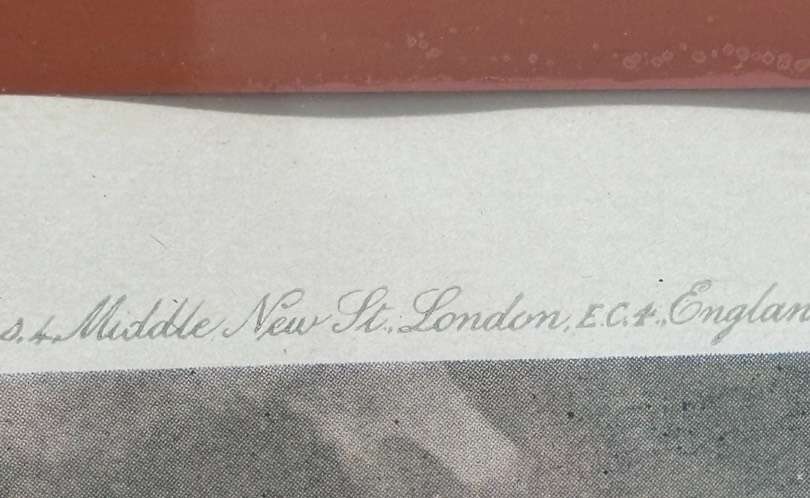 s. 4, Middle New St., London, E.C.4., Englan